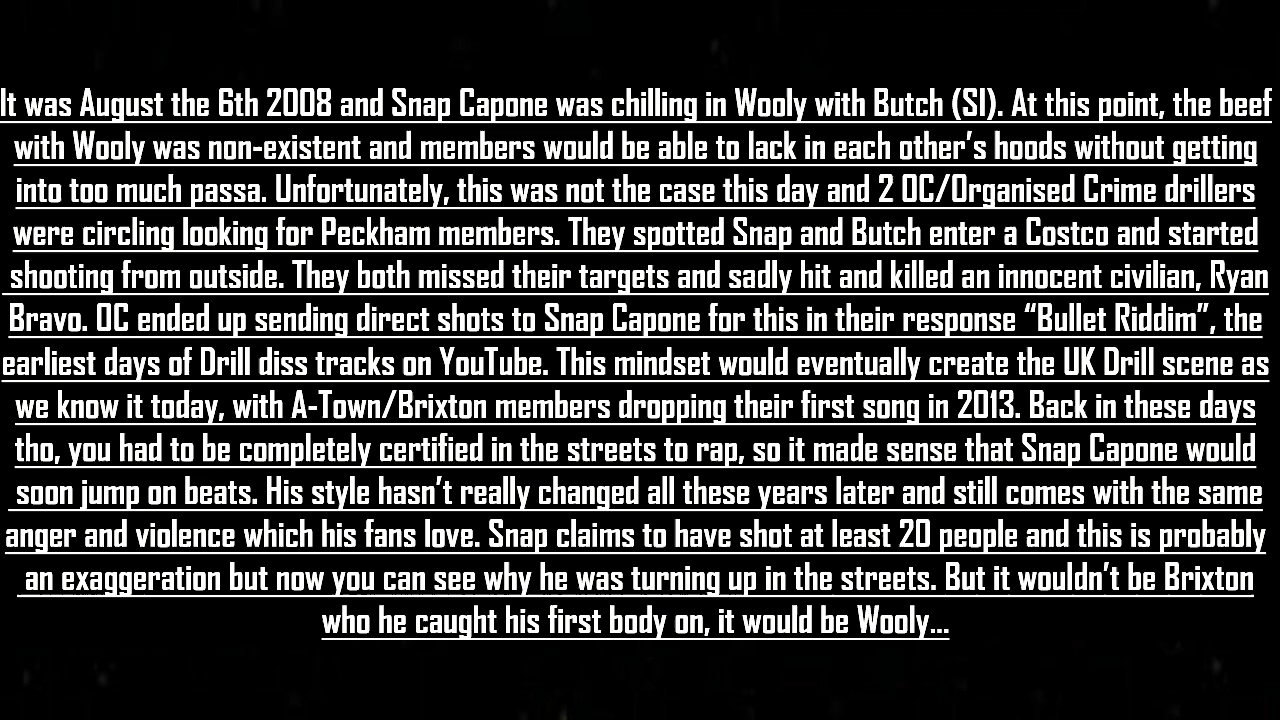 It was August the 6th 2008 and Snap Capone was chilling in Wooly with Butch (SI). At this point, the beef
with Wooly was non-existent and members would be able to lack in each other’s hoods without getting
into too much passa. Unfortunately, this was not the case this day and 2 OC/Organised Crime drillers
were circling looking for Peckham members. They spotted Snap and Butch enter a Costco and started
shooting from outside. They both missed their targets and sadly hit and killed an innocent civilian, Ryan
Bravo. OC ended up sending direct shots to Snap Capone for this in their response “Bullet Riddim”, the
earliest days of Drill diss tracks on YouTube. This mindset would eventually create the UK Drill scene as
we know it today, with A-Town/Brixton members dropping their first song in 2013. Back in these days
tho, you had to be completely certified in the streets to rap, so it made sense that Snap Capone would
soon jump on beats. His style hasn’t really changed all these years later and still comes with the same
anger and violence which his fans love. Snap claims to have shot at least 20 people and this is probably
an exaggeration but now you can see why he was turning up in the streets. But it wouldn’t be Brixton
who he caught his first body on, it would be Wooly...